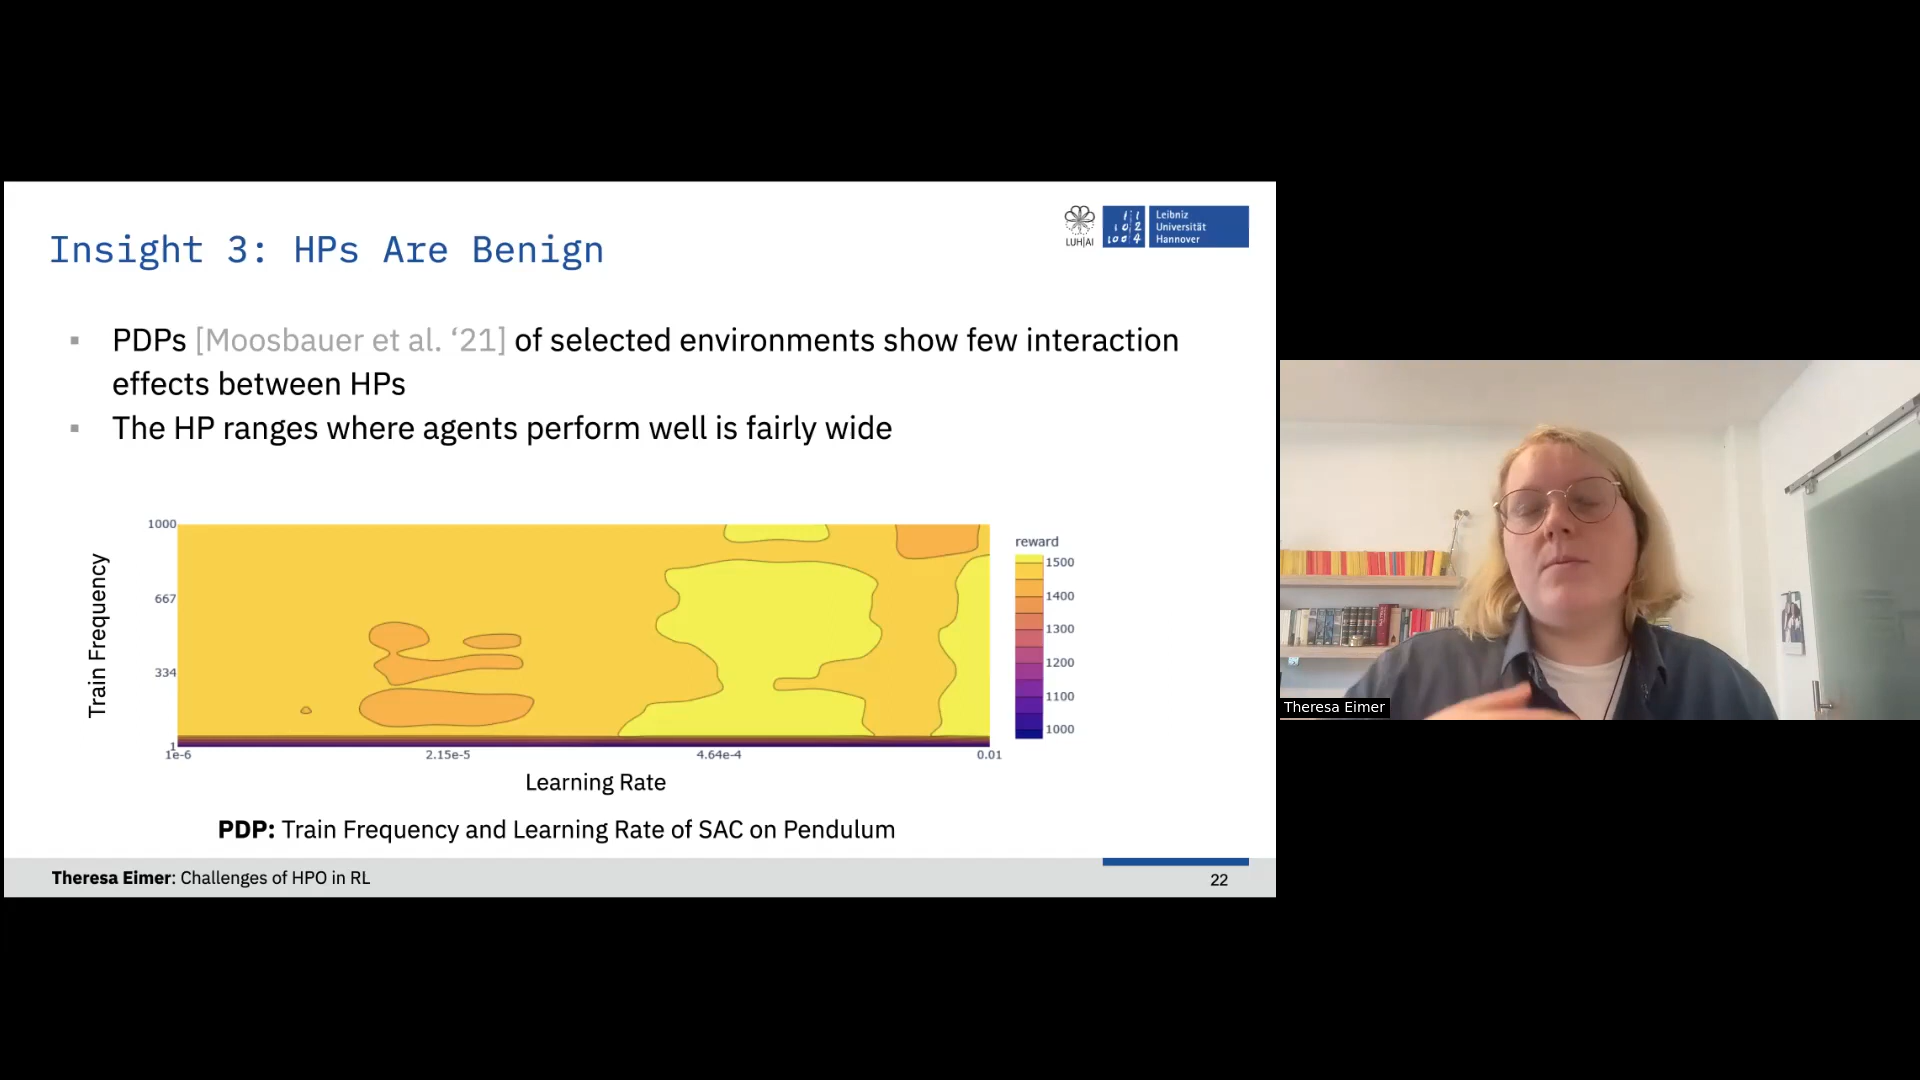 Insight 3: HPs Are Benign
LUH|AI
Leibniz
Universität
Hannover
▪ PDPs [Moosbauer et al. ‘21] of selected environments show few interaction
effects between HPs
▪ The HP ranges where agents perform well is fairly wide
Train Frequency
1000
667
334
1
1e-6
2.15e-5
4.64e-4
0.01
Learning Rate
reward
1500
1400
1300
1200
1100
1000
PDP: Train Frequency and Learning Rate of SAC on Pendulum
Theresa Eimer: Challenges of HPO in RL
22
Theresa Eimer